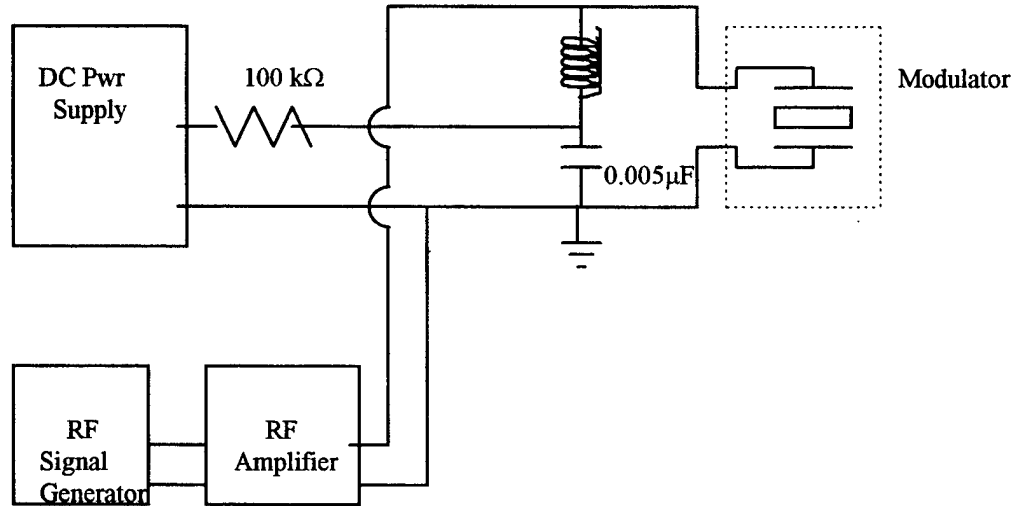 DC Pwr
Supply
100 kΩ
Modulator
0.005μF
RF
Signal
Generator
RF
Amplifier